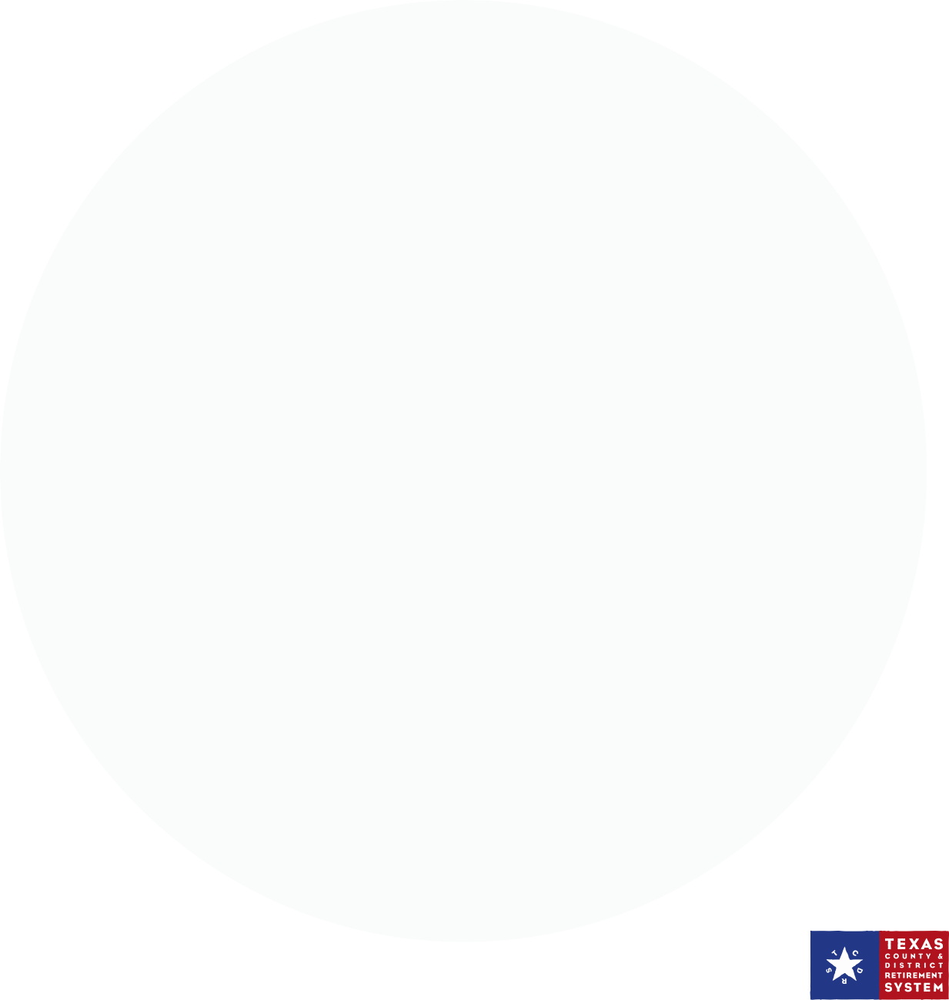 T C D R S
TEXAS
COUNTY &
DISTRICT
RETIREMENT
SYSTEM